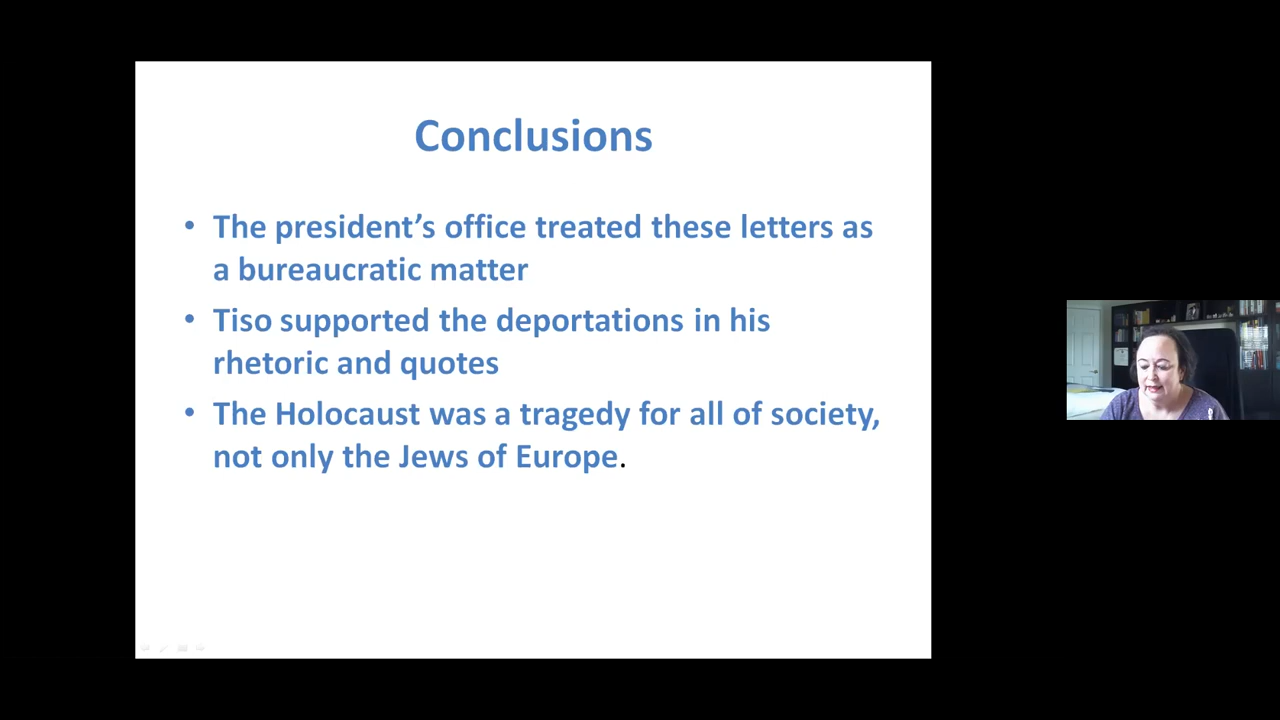 Conclusions
• The president’s office treated these letters as
a bureaucratic matter
• Tiso supported the deportations in his
rhetoric and quotes
• The Holocaust was a tragedy for all of society,
not only the Jews of Europe.